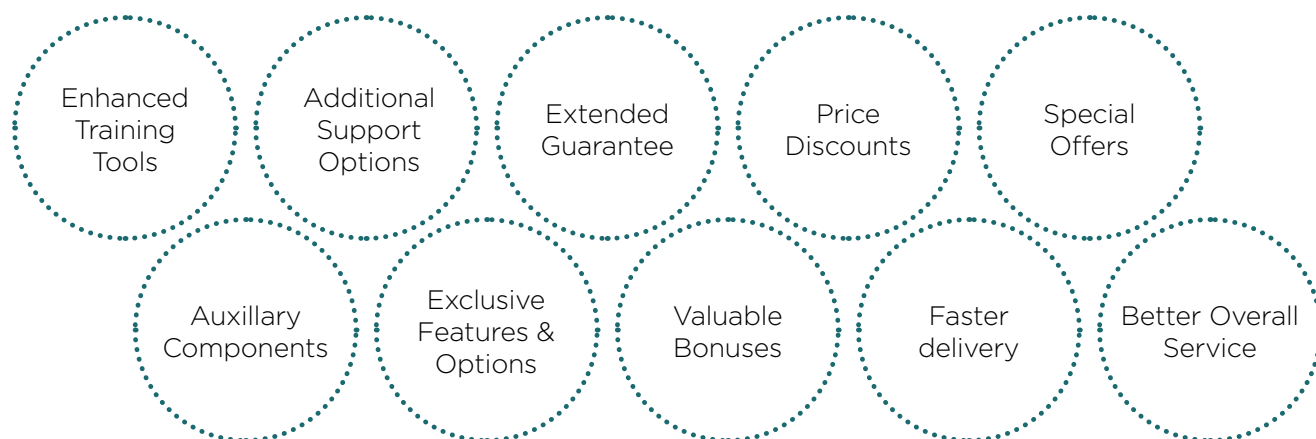 Enhanced
Training
Tools
Additional
Support
Options
Extended
Guarantee
Price
Discounts
Special
Offers
Auxillary
Components
Exclusive
Features &
Options
Valuable
Bonuses
Faster
delivery
Better Overall
Service